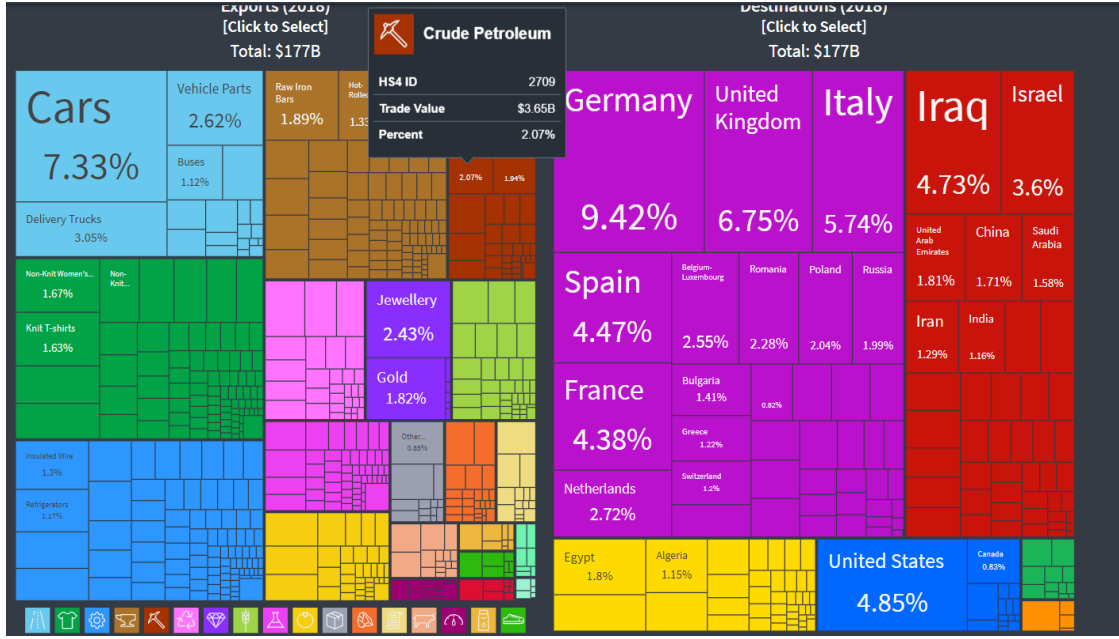 Exports (2018)
[Click to Select]
Total: $177B
Crude Petroleum
HS4 ID 2709
Trade Value $3.65B
Percent 2.07%
Cars
7.33%
Vehicle Parts
2.62%
Buses
1.12%
Delivery Trucks
3.05%
Raw Iron
Bars
1.89%
Hot-
Rolled
1.33
2.07%
1.94%
Non-Knit Women's...
1.67%
Non-
Knit...
Knit T-shirts
1.63%
Jewellery
2.43%
Gold
1.82%
Insulated Wire
1.3%
Refrigerators
1.17%
Other...
0.85%
Destinations (2018)
[Click to Select]
Total: $177B
Germany
9.42%
United
Kingdom
6.75%
Italy
5.74%
Spain
4.47%
Belgium-
Luxembourg
2.55%
Romania
2.28%
Poland
2.04%
Russia
1.99%
France
4.38%
Bulgaria
1.41%
0.82%
Greece
1.22%
Switzerland
1.2%
Netherlands
2.72%
Iraq
4.73%
Israel
3.6%
United
Arab
Emirates
1.81%
China
1.71%
Saudi
Arabia
1.58%
Iran
1.29%
India
1.16%
Egypt
1.8%
Algeria
1.15%
United States
4.85%
Canada
0.83%